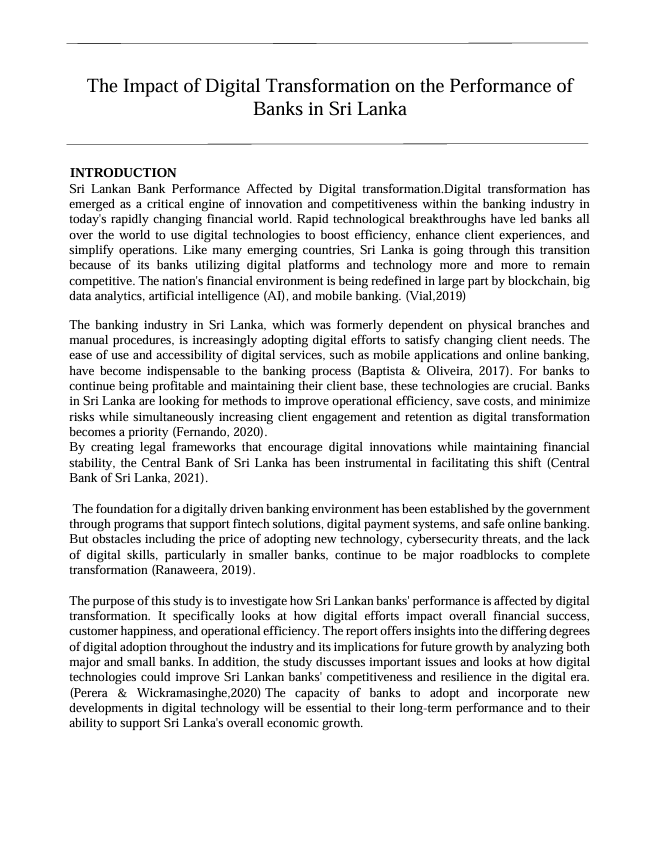 The Impact of Digital Transformation on the Performance of
Banks in Sri Lanka
INTRODUCTION
Sri Lankan Bank Performance Affected by Digital transformation.Digital transformation has
emerged as a critical engine of innovation and competitiveness within the banking industry in
today's rapidly changing financial world. Rapid technological breakthroughs have led banks all
over the world to use digital technologies to boost efficiency, enhance client experiences, and
simplify operations. Like many emerging countries, Sri Lanka is going through this transition
because of its banks utilizing digital platforms and technology more and more to remain
competitive. The nation's financial environment is being redefined in large part by blockchain, big
data analytics, artificial intelligence (AI), and mobile banking. (Vial,2019)
The banking industry in Sri Lanka, which was formerly dependent on physical branches and
manual procedures, is increasingly adopting digital efforts to satisfy changing client needs. The
ease of use and accessibility of digital services, such as mobile applications and online banking,
have become indispensable to the banking process (Baptista & Oliveira, 2017). For banks to
continue being profitable and maintaining their client base, these technologies are crucial. Banks
in Sri Lanka are looking for methods to improve operational efficiency, save costs, and minimize
risks while simultaneously increasing client engagement and retention as digital transformation
becomes a priority (Fernando, 2020).
By creating legal frameworks that encourage digital innovations while maintaining financial
stability, the Central Bank of Sri Lanka has been instrumental in facilitating this shift (Central
Bank of Sri Lanka, 2021).
The foundation for a digitally driven banking environment has been established by the government
through programs that support fintech solutions, digital payment systems, and safe online banking.
But obstacles including the price of adopting new technology, cybersecurity threats, and the lack
of digital skills, particularly in smaller banks, continue to be major roadblocks to complete
transformation (Ranaweera, 2019).
The purpose of this study is to investigate how Sri Lankan banks' performance is affected by digital
transformation. It specifically looks at how digital efforts impact overall financial success,
customer happiness, and operational efficiency. The report offers insights into the differing degrees
of digital adoption throughout the industry and its implications for future growth by analyzing both
major and small banks. In addition, the study discusses important issues and looks at how digital
technologies could improve Sri Lankan banks' competitiveness and resilience in the digital era.
(Perera & Wickramasinghe,2020) The capacity of banks to adopt and incorporate new
developments in digital technology will be essential to their long-term performance and to their
ability to support Sri Lanka's overall economic growth.